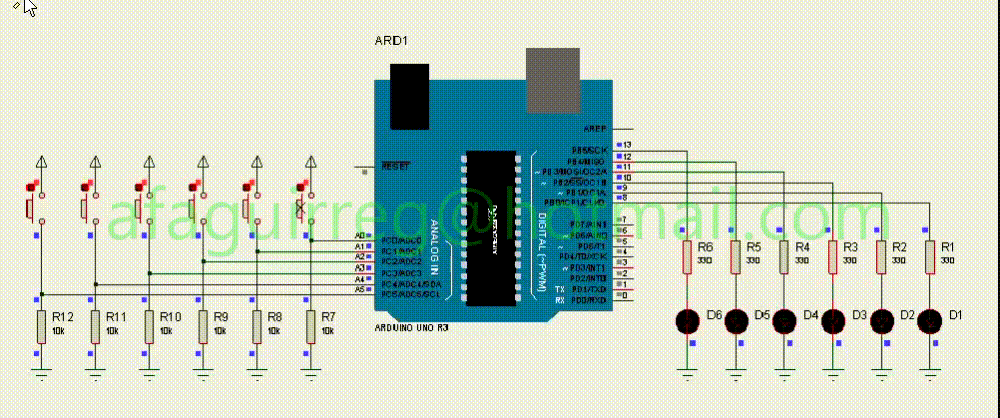 ARD1
AREF
RESET
13
PB5/SCK
12
PB4/MISO
11
~ PB3/MOSI/OC2A
10
~ PB2/SS/OC1B
9
~ PB1/OC1A
8
PB0/ICP1/CLKO
7
PD7/AIN1
6
~ PD6/AIN0
5
~ PD5/T1
4
PD4/T0/XCK
3
~ PD3/INT1
2
PD2/INT0
1
TX PD1/TXD
0
RX PD0/RXD
A0
PC0/ADC0
A1
PC1/ADC1
A2
PC2/ADC2
A3
PC3/ADC3
A4
PC4/ADC4/SDA
A5
PC5/ADC5/SCL
ANALOG IN
DIGITAL (~PWM)
ARDUINO UNO R3
R12
10k
R11
10k
R10
10k
R9
10k
R8
10k
R7
10k
R6
330
R5
330
R4
330
R3
330
R2
330
R1
330
D6
D5
D4
D3
D2
D1